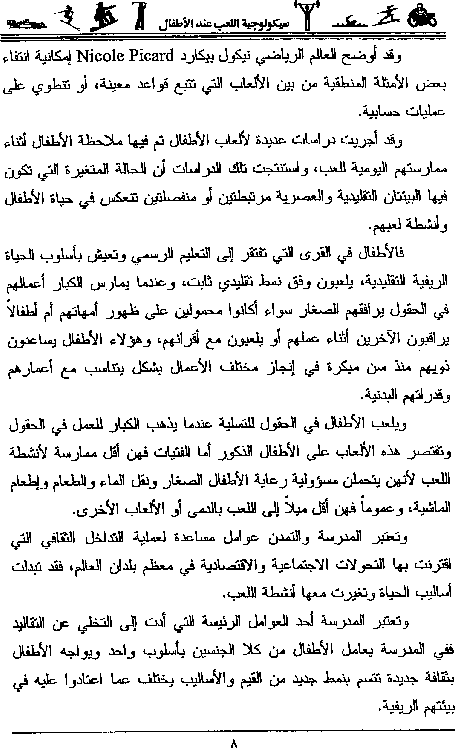 سيكولوجية اللعب عند الأطفال
وقد أوضح العالم الرياضي نيكول بيكارد Nicole Picard إمكانية انتقاء
بعض الأمثلة المنطقية من بين الألعاب التي تتبع قواعد معينة، أو تنطوي على
عمليات حسابية.
وقد أجريت دراسات عديدة لألعاب الأطفال تم فيها ملاحظة الأطفال أثناء
ممارستهم اليومية للعب، واستنتجت تلك الدراسات أن الحالة المتغيرة التي تكون
فيها البيئتان التقليدية والعصرية مرتبطتين أو منفصلتين تنعكس في حياة الأطفال
وأنشطة لعبهم.
فالأطفال في القرى التي تفتقر إلى التعليم الرسمي وتعيش بأسلوب الحياة
الريفية التقليدية، يلعبون وفق نمط تقليدي ثابت، وعندما يمارس الكبار أعمالهم
في الحقول يرافقهم الصغار سواء أكانوا محمولين على ظهور أمهاتهم أم أطفالاً
يراقبون الآخرين أثناء عملهم أو يلعبون مع أقرانهم، وهؤلاء الأطفال يساعدون
ذويهم منذ سن مبكرة في إنجاز مختلف الأعمال بشكل يتناسب مع أعمارهم
وقدراتهم البدنية.
ويلعب الأطفال في الحقول للتسلية عندما يذهب الكبار للعمل في الحقول
وتقتصر هذه الألعاب على الأطفال الذكور أما الفتيات فهن أقل ممارسة لأنشطة
اللعب لأنهن يتحملن مسؤولية رعاية الأطفال الصغار ونقل الماء والطعام وإطعام
الماشية، وعموماً فهن أقل ميلاً إلى اللعب بالدمى أو الألعاب الأخرى.
وتعتبر المدرسة والتمدن عوامل مساعدة لعملية التداخل الثقافي التي
اقترنت بها التحولات الاجتماعية والاقتصادية في معظم بلدان العالم، فقد تبدلت
أساليب الحياة وتغيرت معها أنشطة اللعب.
وتعتبر المدرسة أحد العوامل الرئيسة التي أدت إلى التخلي عن التقاليد
ففي المدرسة يعامل الأطفال من كلا الجنسين بأسلوب واحد ويواجه الأطفال
بثقافة جديدة تتسم بنمط جديد من القيم والأساليب يختلف عما اعتادوا عليه في
بيئتهم الريفية.
٨